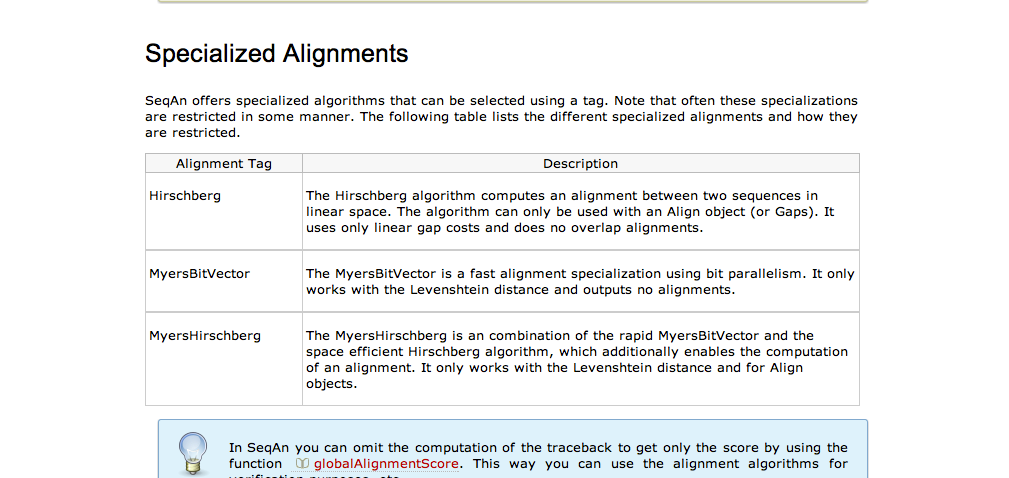 Specialized Alignments
SeqAn offers specialized algorithms that can be selected using a tag. Note that often these specializations
are restricted in some manner. The following table lists the different specialized alignments and how they
are restricted.
Alignment Tag Description
Hirschberg
The Hirschberg algorithm computes an alignment between two sequences in
linear space. The algorithm can only be used with an Align object (or Gaps). It
uses only linear gap costs and does no overlap alignments.
MyersBitVector
The MyersBitVector is a fast alignment specialization using bit parallelism. It only
works with the Levenshtein distance and outputs no alignments.
MyersHirschberg
The MyersHirschberg is an combination of the rapid MyersBitVector and the
space efficient Hirschberg algorithm, which additionally enables the computation
of an alignment. It only works with the Levenshtein distance and for Align
objects.
In SeqAn you can omit the computation of the traceback to get only the score by using the
function globalAlignmentScore. This way you can use the alignment algorithms for